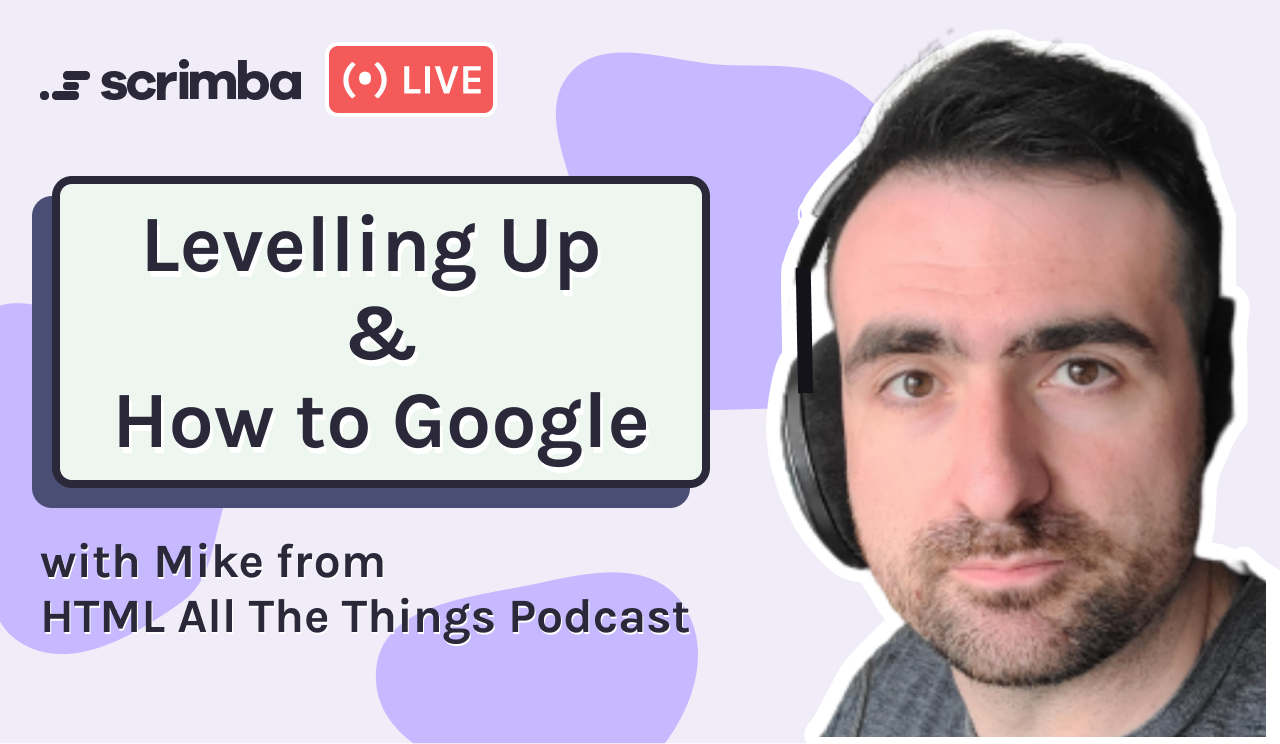 scrimba LIVE
Levelling Up
&
How to Google
with Mike from
HTML All The Things Podcast